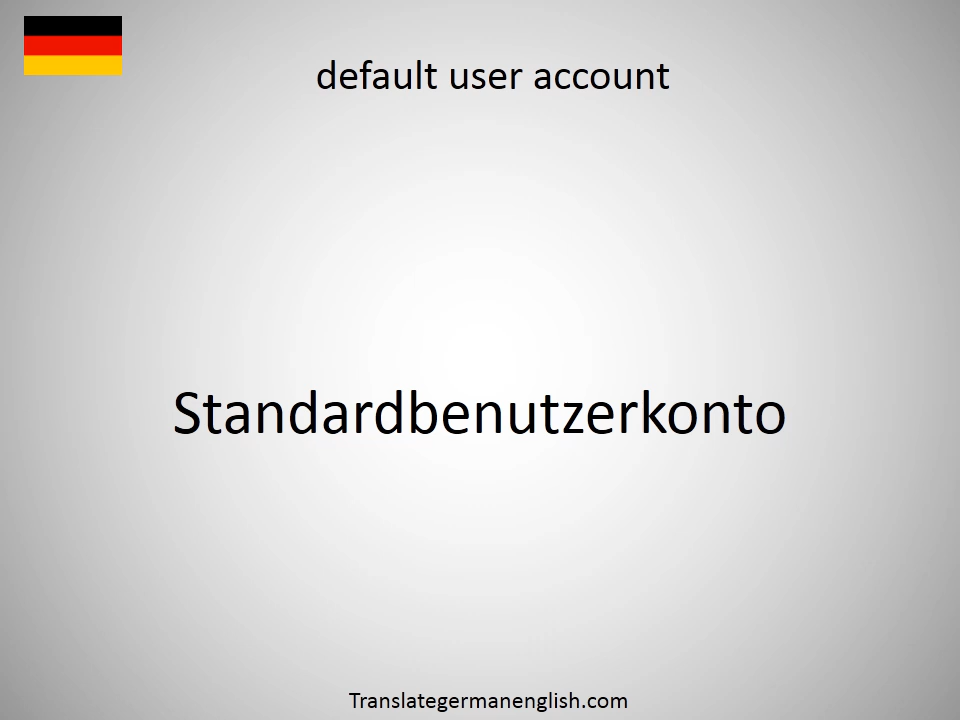 default user account
Standardbenutzerkonto
Translategermanenglish.com